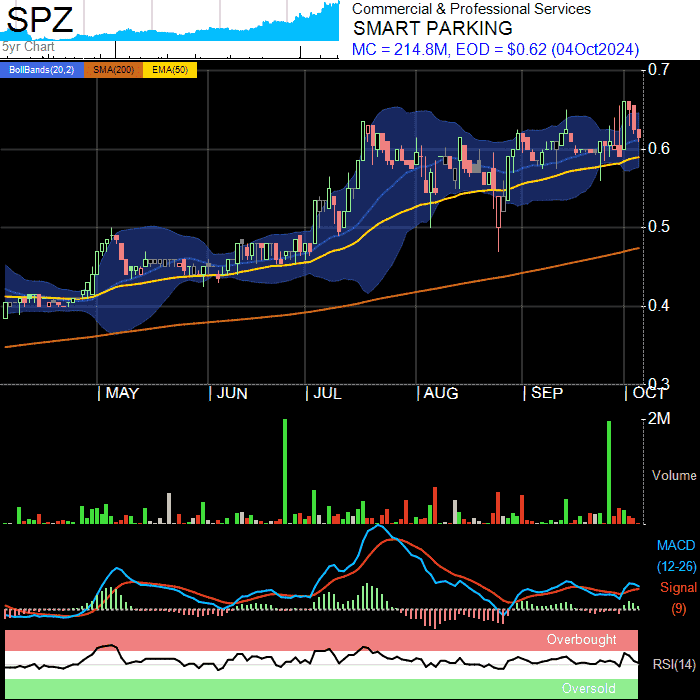 SPZ
5yr Chart
Commercial & Professional Services
SMART PARKING
MC = 214.8M, EOD = $0.62 (04Oct2024)
BollBands(20,2) SMA(200) EMA(50)
0.7
0.6
0.5
0.4
0.3
MAY JUN JUL AUG SEP OCT
2M
Volume
MACD
(12-26)
Signal
(9)
Overbought
RSI(14)
Oversold